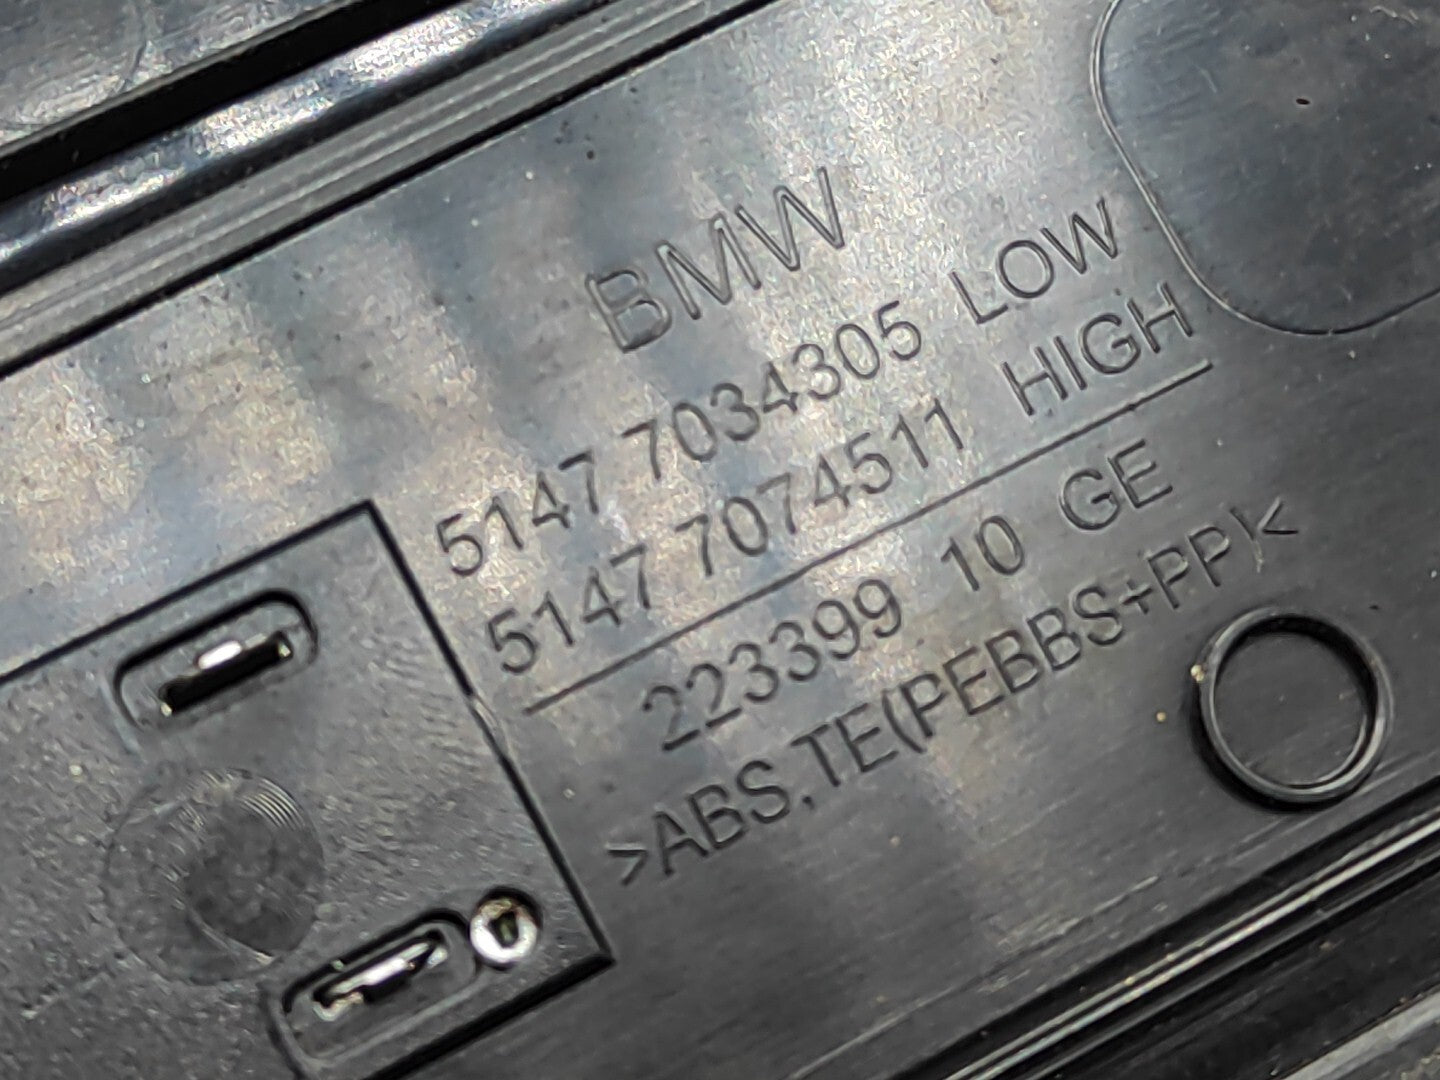 BMW
5147 7034305 LOW
5147 7074511 HIGH
223399 10 GE
>ABS,TE(PEBBS+PP)<